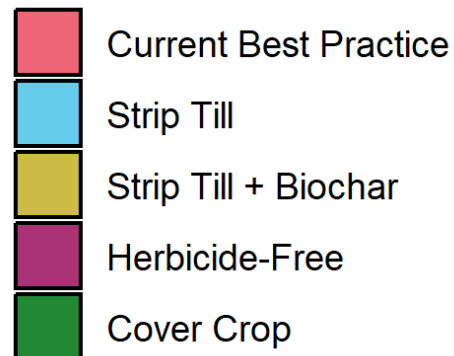 Current Best Practice
Strip Till
Strip Till + Biochar
Herbicide-Free
Cover Crop